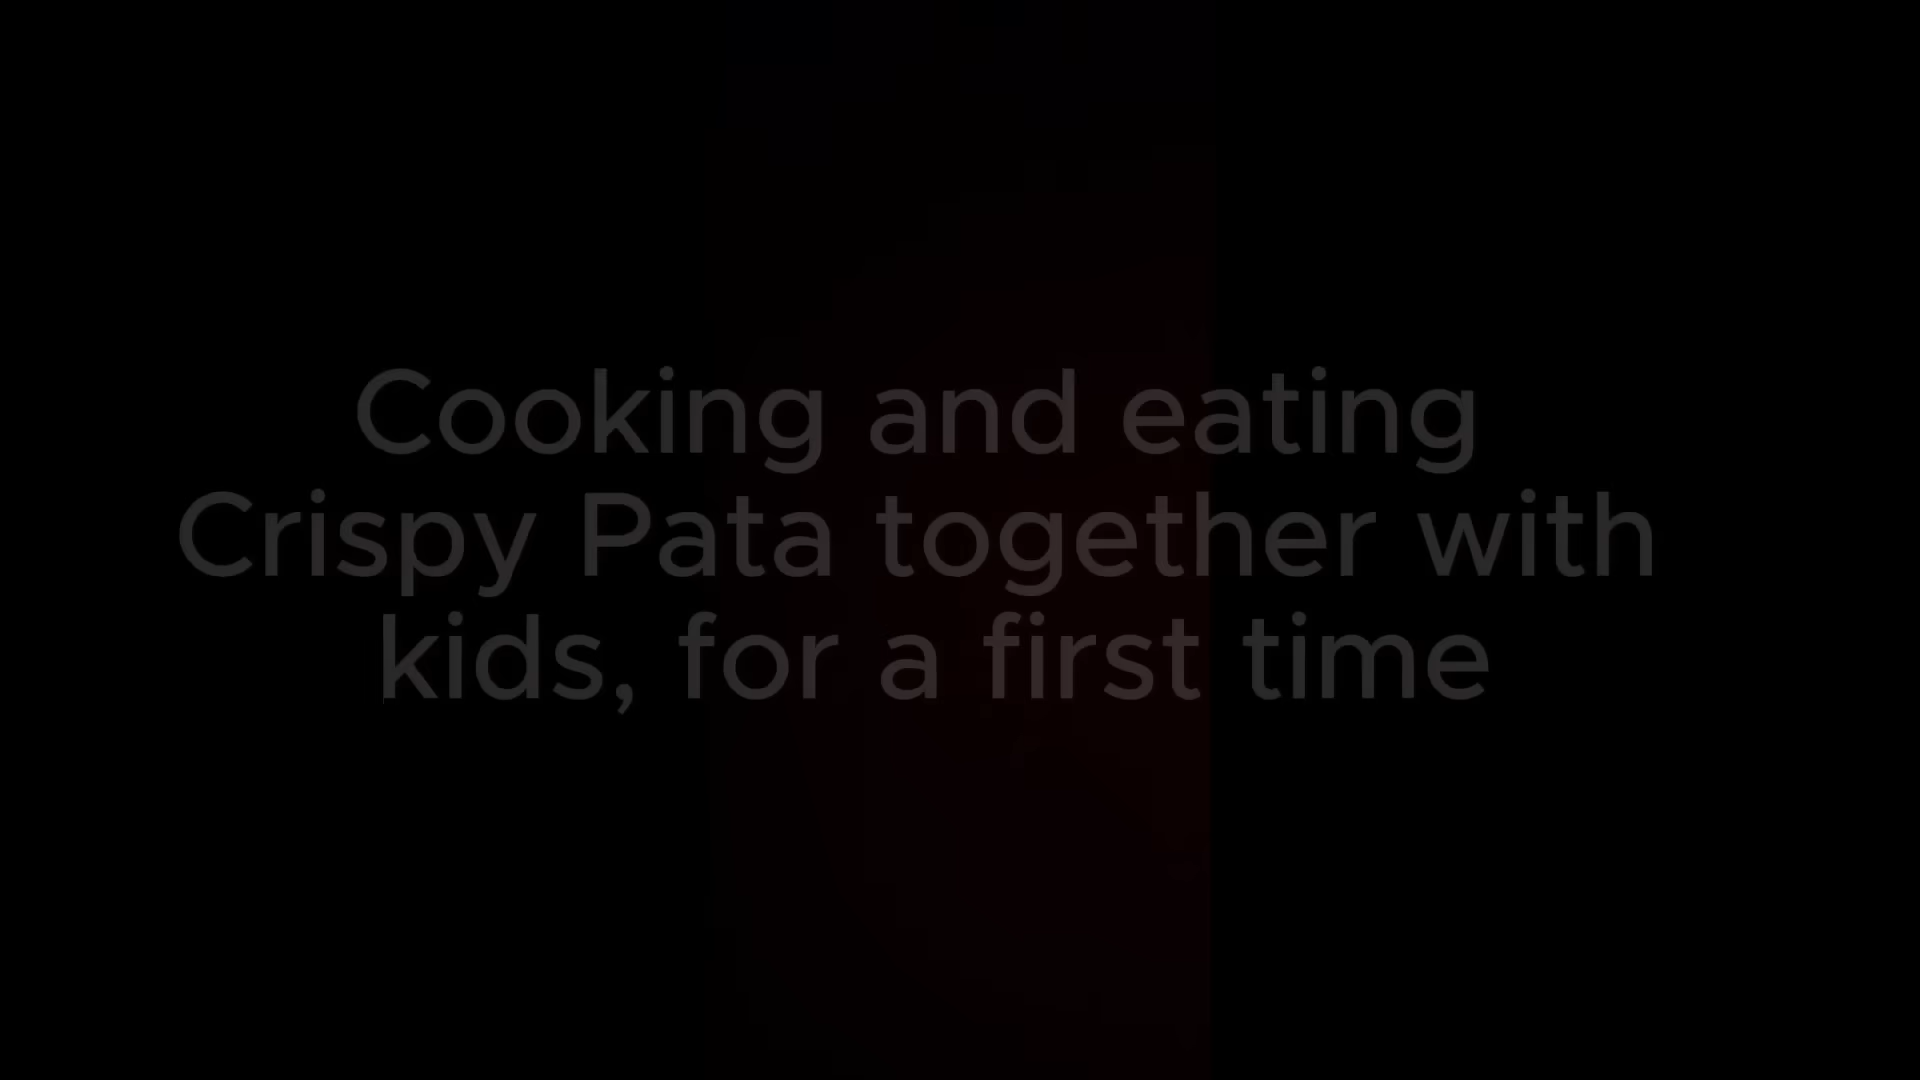 Cooking and eating
Crispy Pata together with
kids, for a first time